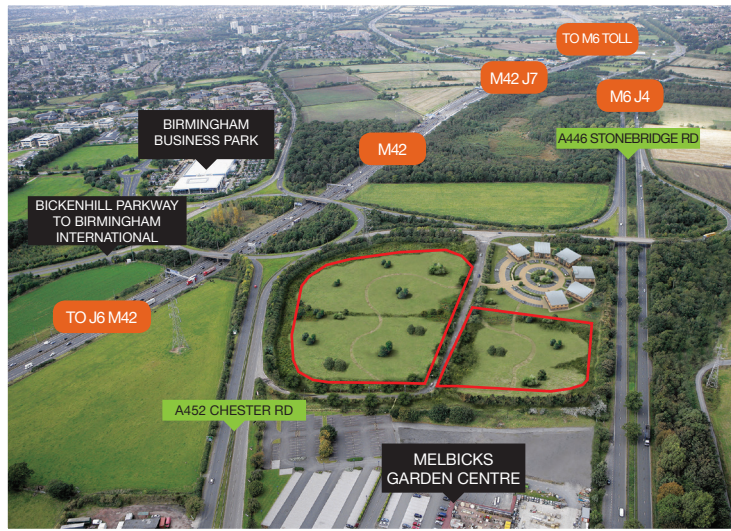 TO M6 TOLL
M42 J7
M6 J4
BIRMINGHAM
BUSINESS PARK
M42
A446 STONEBRIDGE RD
BICKENHILL PARKWAY
TO BIRMINGHAM
INTERNATIONAL
TO J6 M42
A452 CHESTER RD
MELBICKS
GARDEN CENTRE